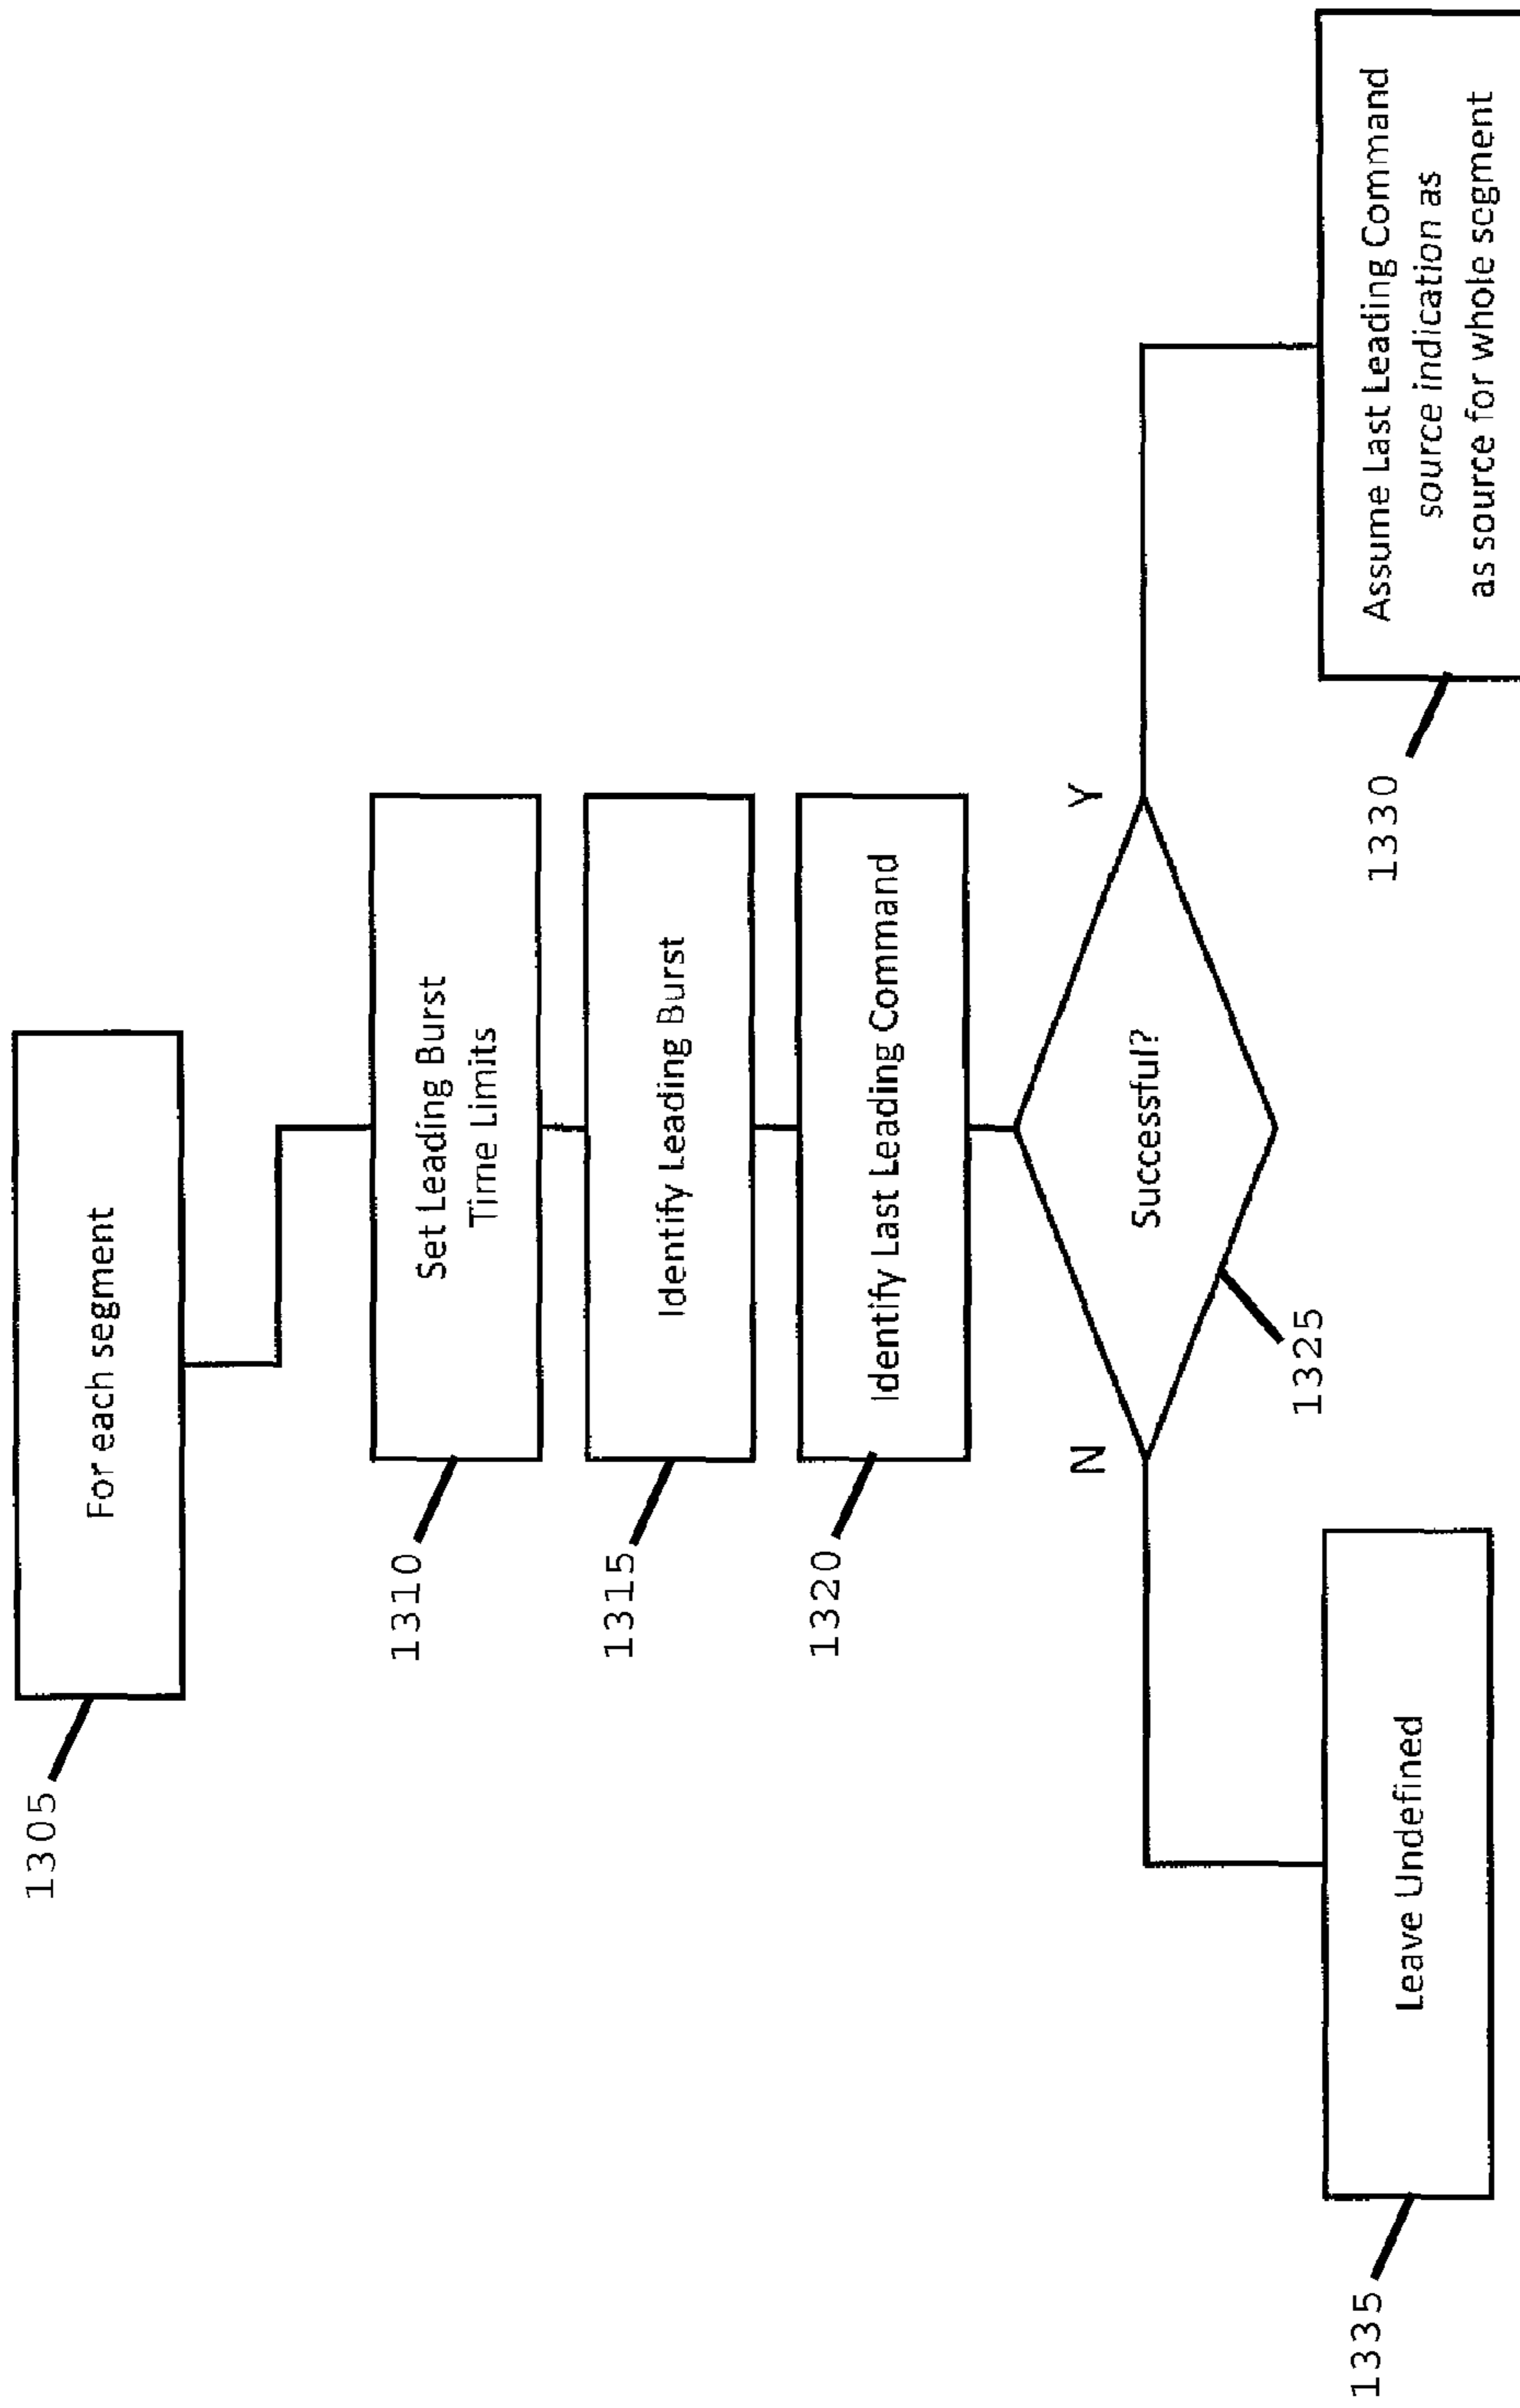 1305
For each segment
1310
Set Leading Burst
Time Limits
1315
Identify Leading Burst
1320
Identify Last Leading Command
N
Y
Successful?
1325
1335
Leave Undefined
1330
Assume Last Leading Command
source indication as
as source for whole segment